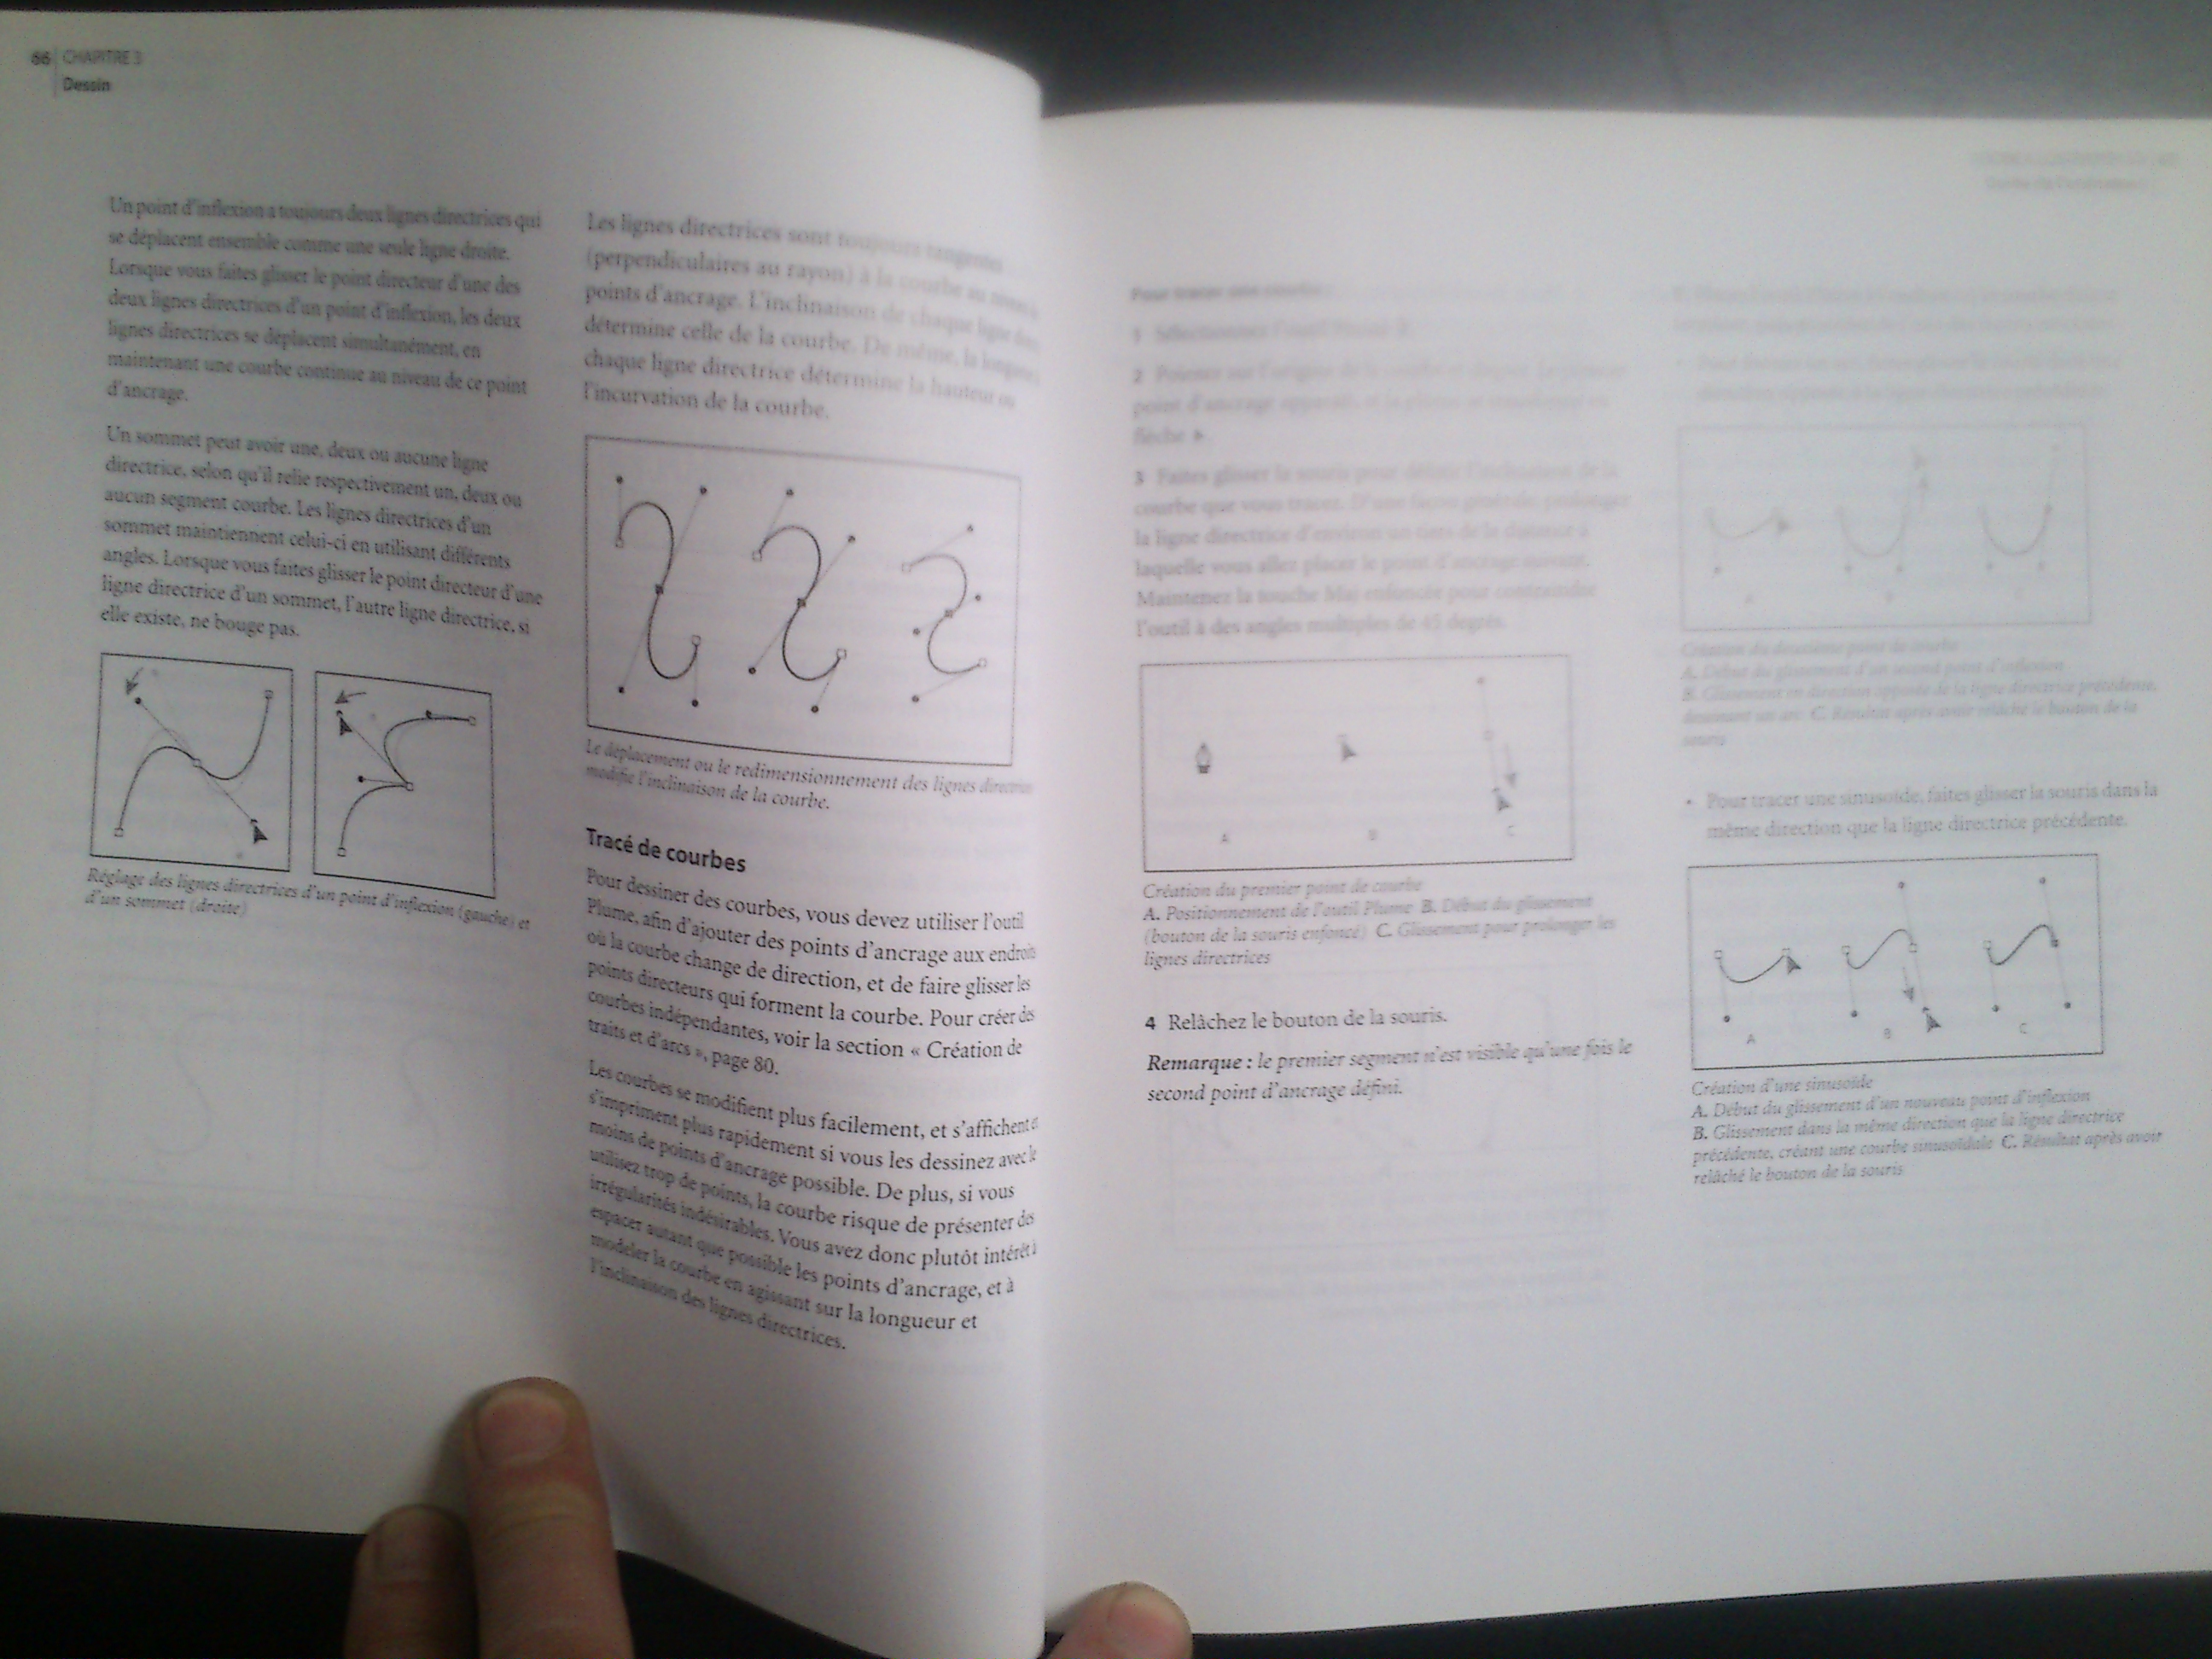 66 CHAPITRE 3
Dessin
Un point d'inflexion a toujours deux lignes directrices qui
se déplacent ensemble comme une seule ligne droite.
Lorsque vous faites glisser le point directeur d'une des
deux lignes directrices d'un point d'inflexion, les deux
lignes directrices se déplacent simultanément, en
maintenant une courbe continue au niveau de ce point
d'ancrage.
Un sommet peut avoir une, deux ou aucune ligne
directrice, selon qu'il relie respectivement un, deux ou
aucun segment courbe. Les lignes directrices d'un
sommet maintiennent celui-ci en utilisant différents
angles. Lorsque vous faites glisser le point directeur d'une
ligne directrice d'un sommet, l'autre ligne directrice, si
elle existe, ne bouge pas.
Réglage des lignes directrices d'un point d'inflexion (gauche) et
d'un sommet (droite)
Les lignes directrices sont toujours tangentes
(perpendiculaires au rayon) à la courbe au
points d'ancrage. L'inclinaison de chaque ligne
détermine celle de la courbe. De même, la longueur
chaque ligne directrice détermine la hauteur ou
l'incurvation de la courbe.
Le déplacement ou le redimensionnement des lignes directrices
modifie l'inclinaison de la courbe.
Tracé de courbes
Pour dessiner des courbes, vous devez utiliser l'outil
Plume, afin d'ajouter des points d'ancrage aux endroits
où la courbe change de direction, et de faire glisser les
points directeurs qui forment la courbe. Pour créer des
courbes indépendantes, voir la section « Création de
traits et d'arcs », page 80.
Les courbes se modifient plus facilement, et s'affichent et
s'impriment plus rapidement si vous les dessinez avec le
moins de points d'ancrage possible. De plus, si vous
utilisez trop de points, la courbe risque de présenter des
irrégularités indésirables. Vous avez donc plutôt intérêt à
espacer autant que possible les points d'ancrage, et à
modeler la courbe en agissant sur la longueur et
l'inclinaison des lignes directrices.
Pour tracer une courbe :
1 Sélectionnez l'outil Plume
point d'ancrage
flèche
3 Faites glisser la souris pour définir l'inclinaison de la
courbe que vous tracez. D'une façon générale, prolongez
la ligne directrice d'environ un tiers de la distance à
laquelle vous allez placer le point d'ancrage suivant.
Maintenez la touche Maj enfoncée pour contraindre
l'outil à des angles multiples de 45 degrés.
A B C
Création du premier point de courbe
A. Positionnement de l'outil Plume B. Début du glissement
(bouton de la souris enfoncé) C. Glissement pour prolonger les
lignes directrices
4 Relâchez le bouton de la souris.
Remarque : le premier segment n'est visible qu'une fois le
second point d'ancrage défini.
Création du deuxième point de courbe
A. Début du glissement d'un second point d'inflexion
B. Glissement en direction opposée de la ligne directrice précédente,
dessinant un arc C. Résultat après avoir relâché le bouton de la
souris
• Pour tracer une sinusoïde, faites glisser la souris dans la
même direction que la ligne directrice précédente.
A B C
Création d'une sinusoïde
A. Début du glissement d'un nouveau point d'inflexion
B. Glissement dans la même direction que la ligne directrice
précédente, créant une courbe sinusoïdale C. Résultat après avoir
relâché le bouton de la souris